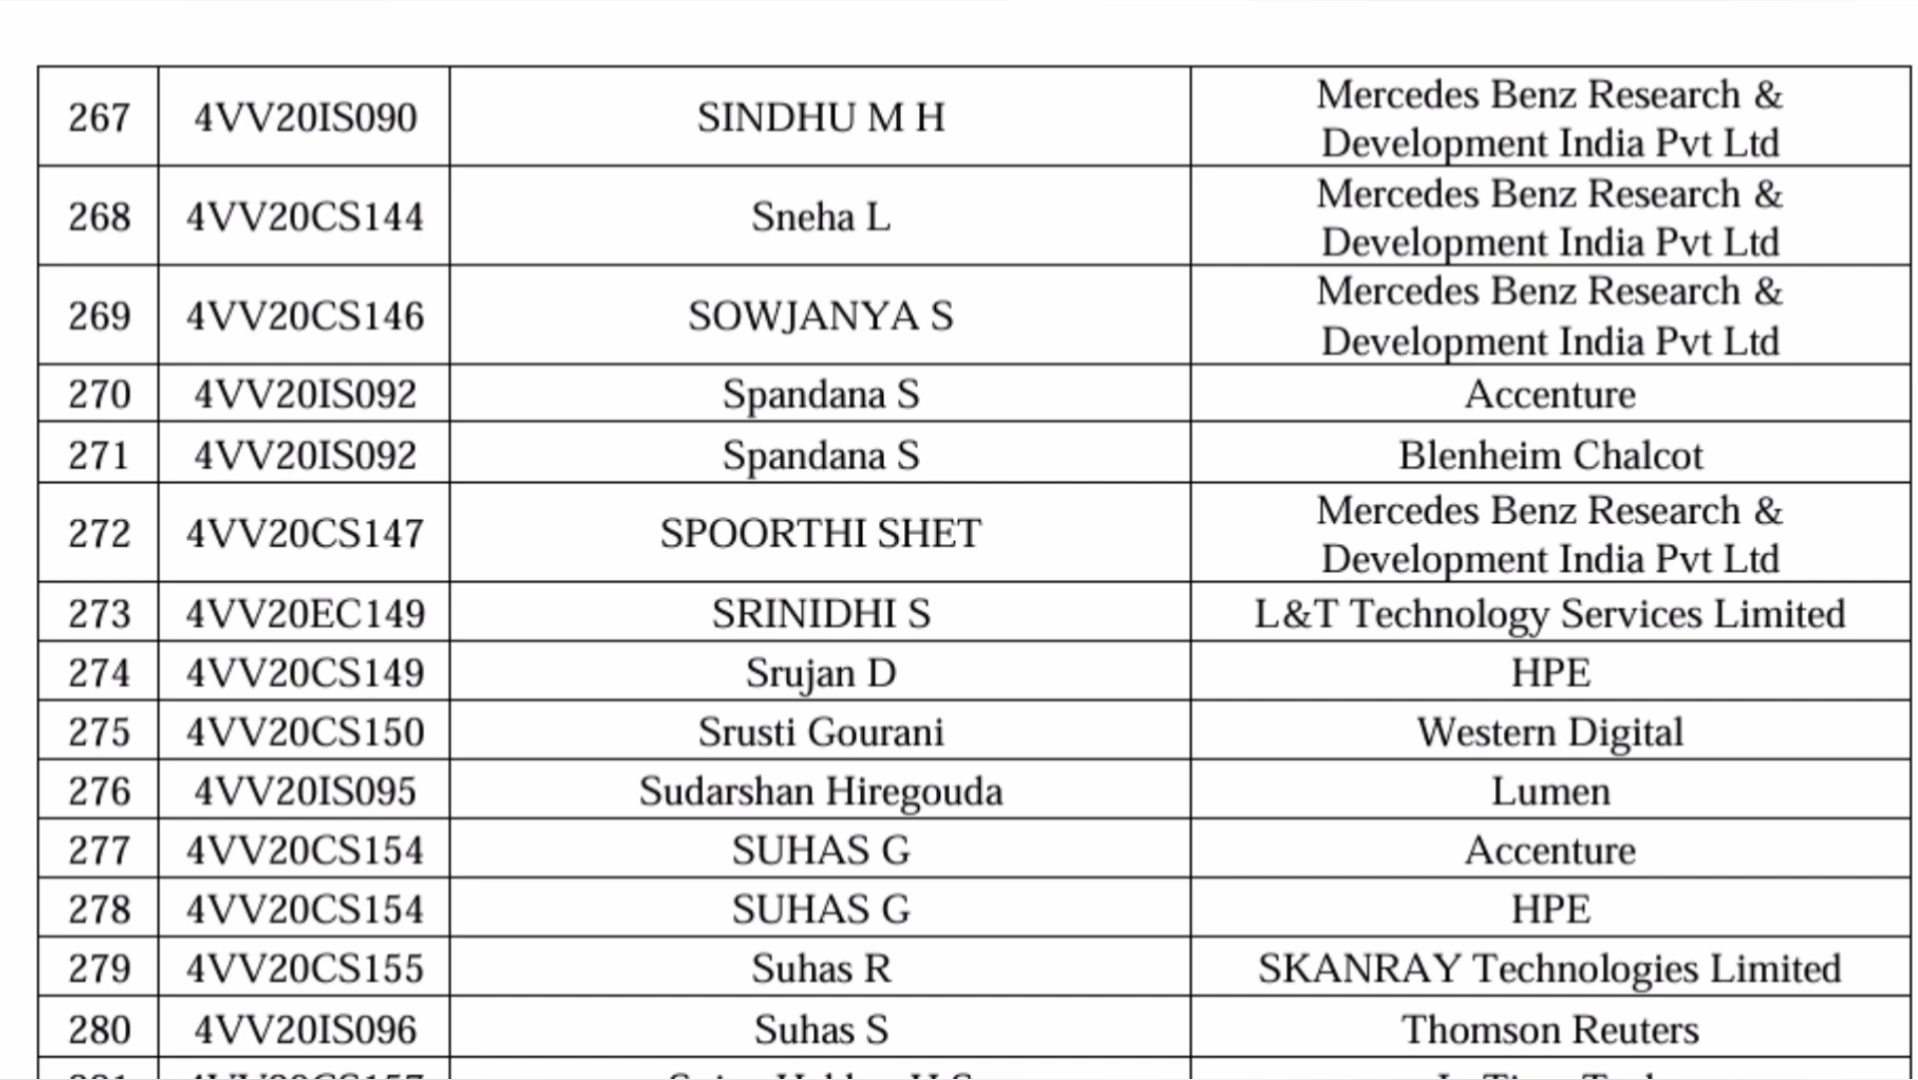 267 4VV20IS090 SINDHU M H Mercedes Benz Research &
Development India Pvt Ltd
268 4VV20CS144 Sneha L Mercedes Benz Research &
Development India Pvt Ltd
269 4VV20CS146 SOWJANYA S Mercedes Benz Research &
Development India Pvt Ltd
270 4VV20IS092 Spandana S Accenture
271 4VV20IS092 Spandana S Blenheim Chalcot
272 4VV20CS147 SPOORTHI SHET Mercedes Benz Research &
Development India Pvt Ltd
273 4VV20EC149 SRINIDHI S L&T Technology Services Limited
274 4VV20CS149 Srujan D HPE
275 4VV20CS150 Srusti Gourani Western Digital
276 4VV20IS095 Sudarshan Hiregouda Lumen
277 4VV20CS154 SUHAS G Accenture
278 4VV20CS154 SUHAS G HPE
279 4VV20CS155 Suhas R SKANRAY Technologies Limited
280 4VV20IS096 Suhas S Thomson Reuters